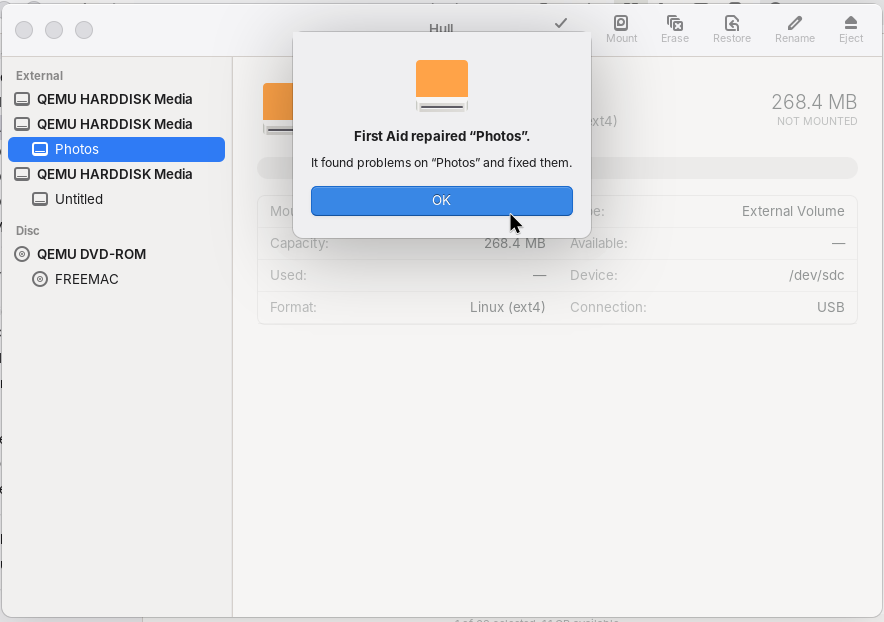 Hull
Mount
Erase
Restore
Rename
Eject
External
QEMU HARDDISK Media
QEMU HARDDISK Media
Photos
QEMU HARDDISK Media
Untitled
Disc
QEMU DVD-ROM
FREEMAC
First Aid repaired “Photos”.
It found problems on “Photos” and fixed them.
OK
ext4)
268.4 MB
NOT MOUNTED
External Volume
Capacity: 268.4 MB
Available: —
Used: —
Device: /dev/sdc
Format: Linux (ext4)
Connection: USB